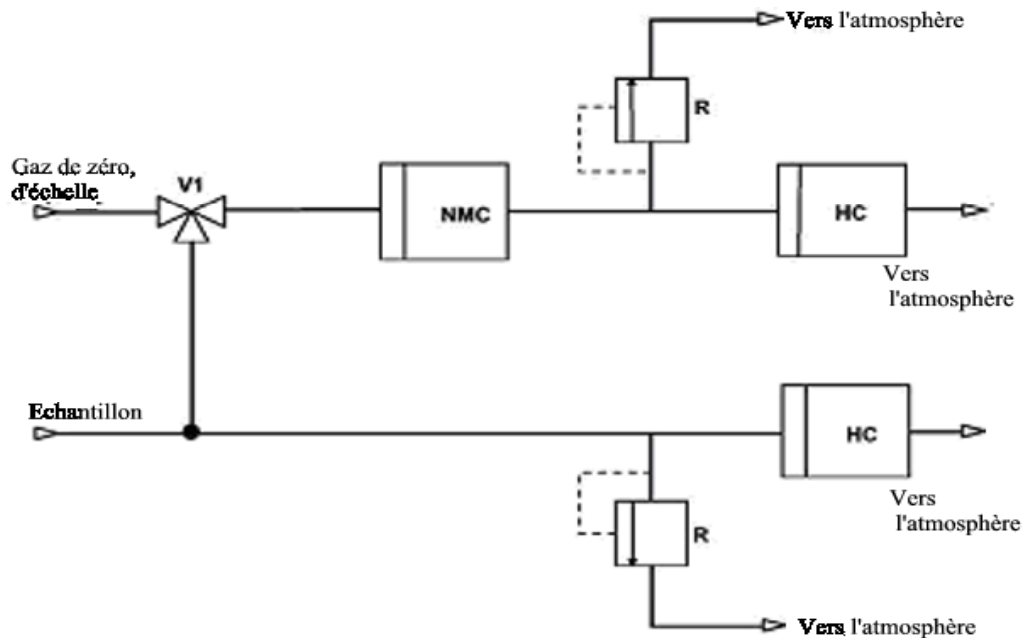 Vers l'atmosphère
R
Gaz de zéro,
d'échelle
V1
NMC
HC
Vers
l'atmosphère
Echantillon
HC
Vers
l'atmosphère
R
Vers l'atmosphère